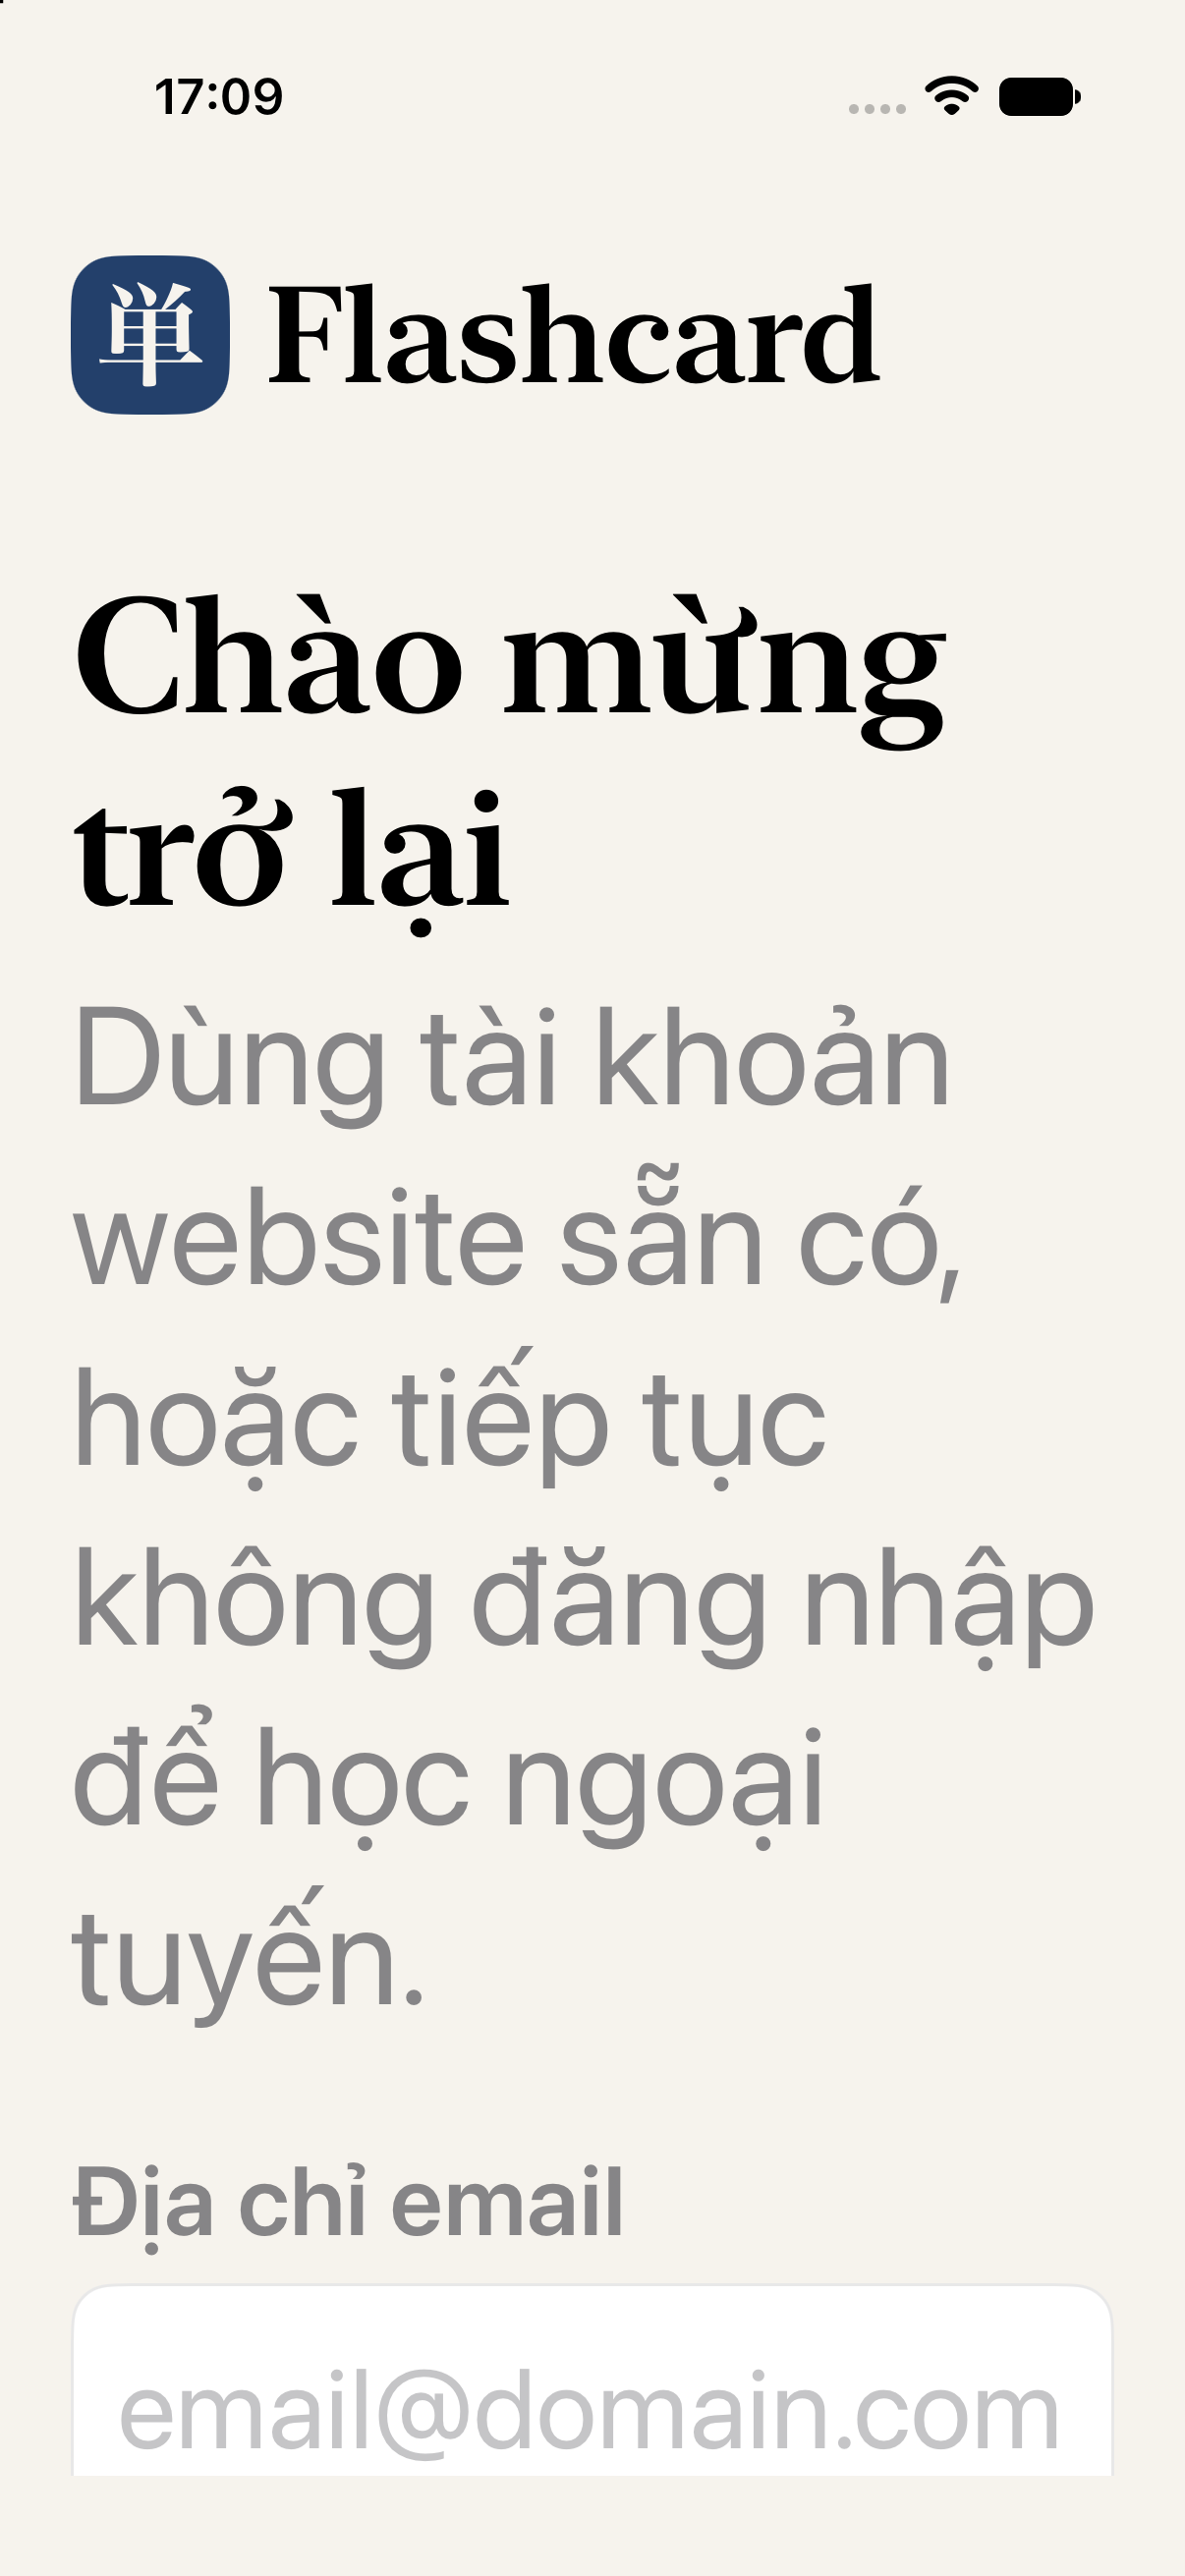 17:09
単 Flashcard
Chào mừng
trở lại
Dùng tài khoản
website sẵn có,
hoặc tiếp tục
không đăng nhập
để học ngoại
tuyến.
Địa chỉ email
email@domain.com